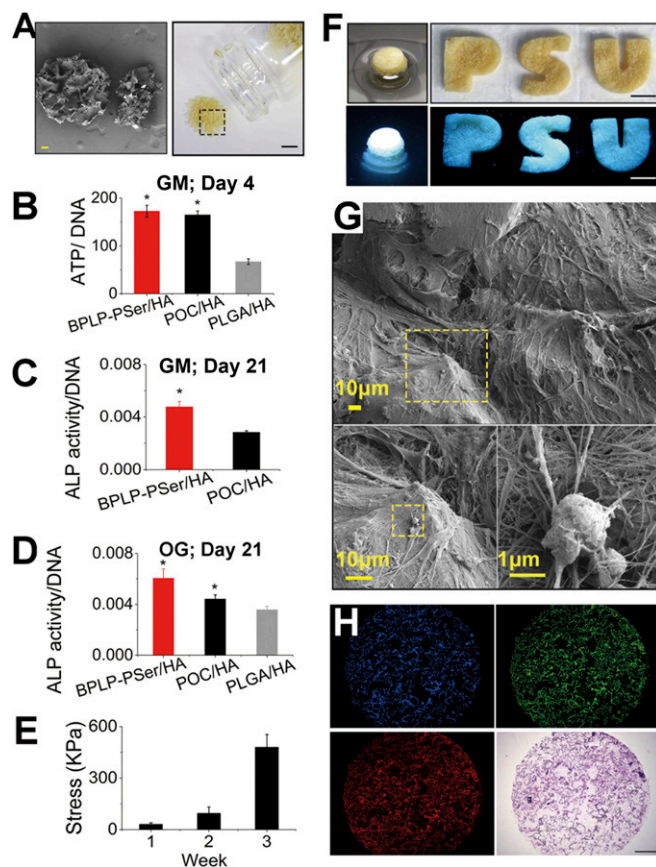 A
B
GM; Day 4
ATP/ DNA
200
100
0
*
*
BPLP-PSer/HA
POC/HA
PLGA/HA
C
GM; Day 21
ALP activity/DNA
0.008
0.004
0.000
*
BPLP-PSer/HA
POC/HA
D
OG; Day 21
ALP activity/DNA
0.008
0.004
0.000
*
*
BPLP-PSer/HA
POC/HA
PLGA/HA
E
Stress (KPa)
600
300
0
1 2 3
Week
F
P S U
P S U
G
10μm
10μm
1μm
H